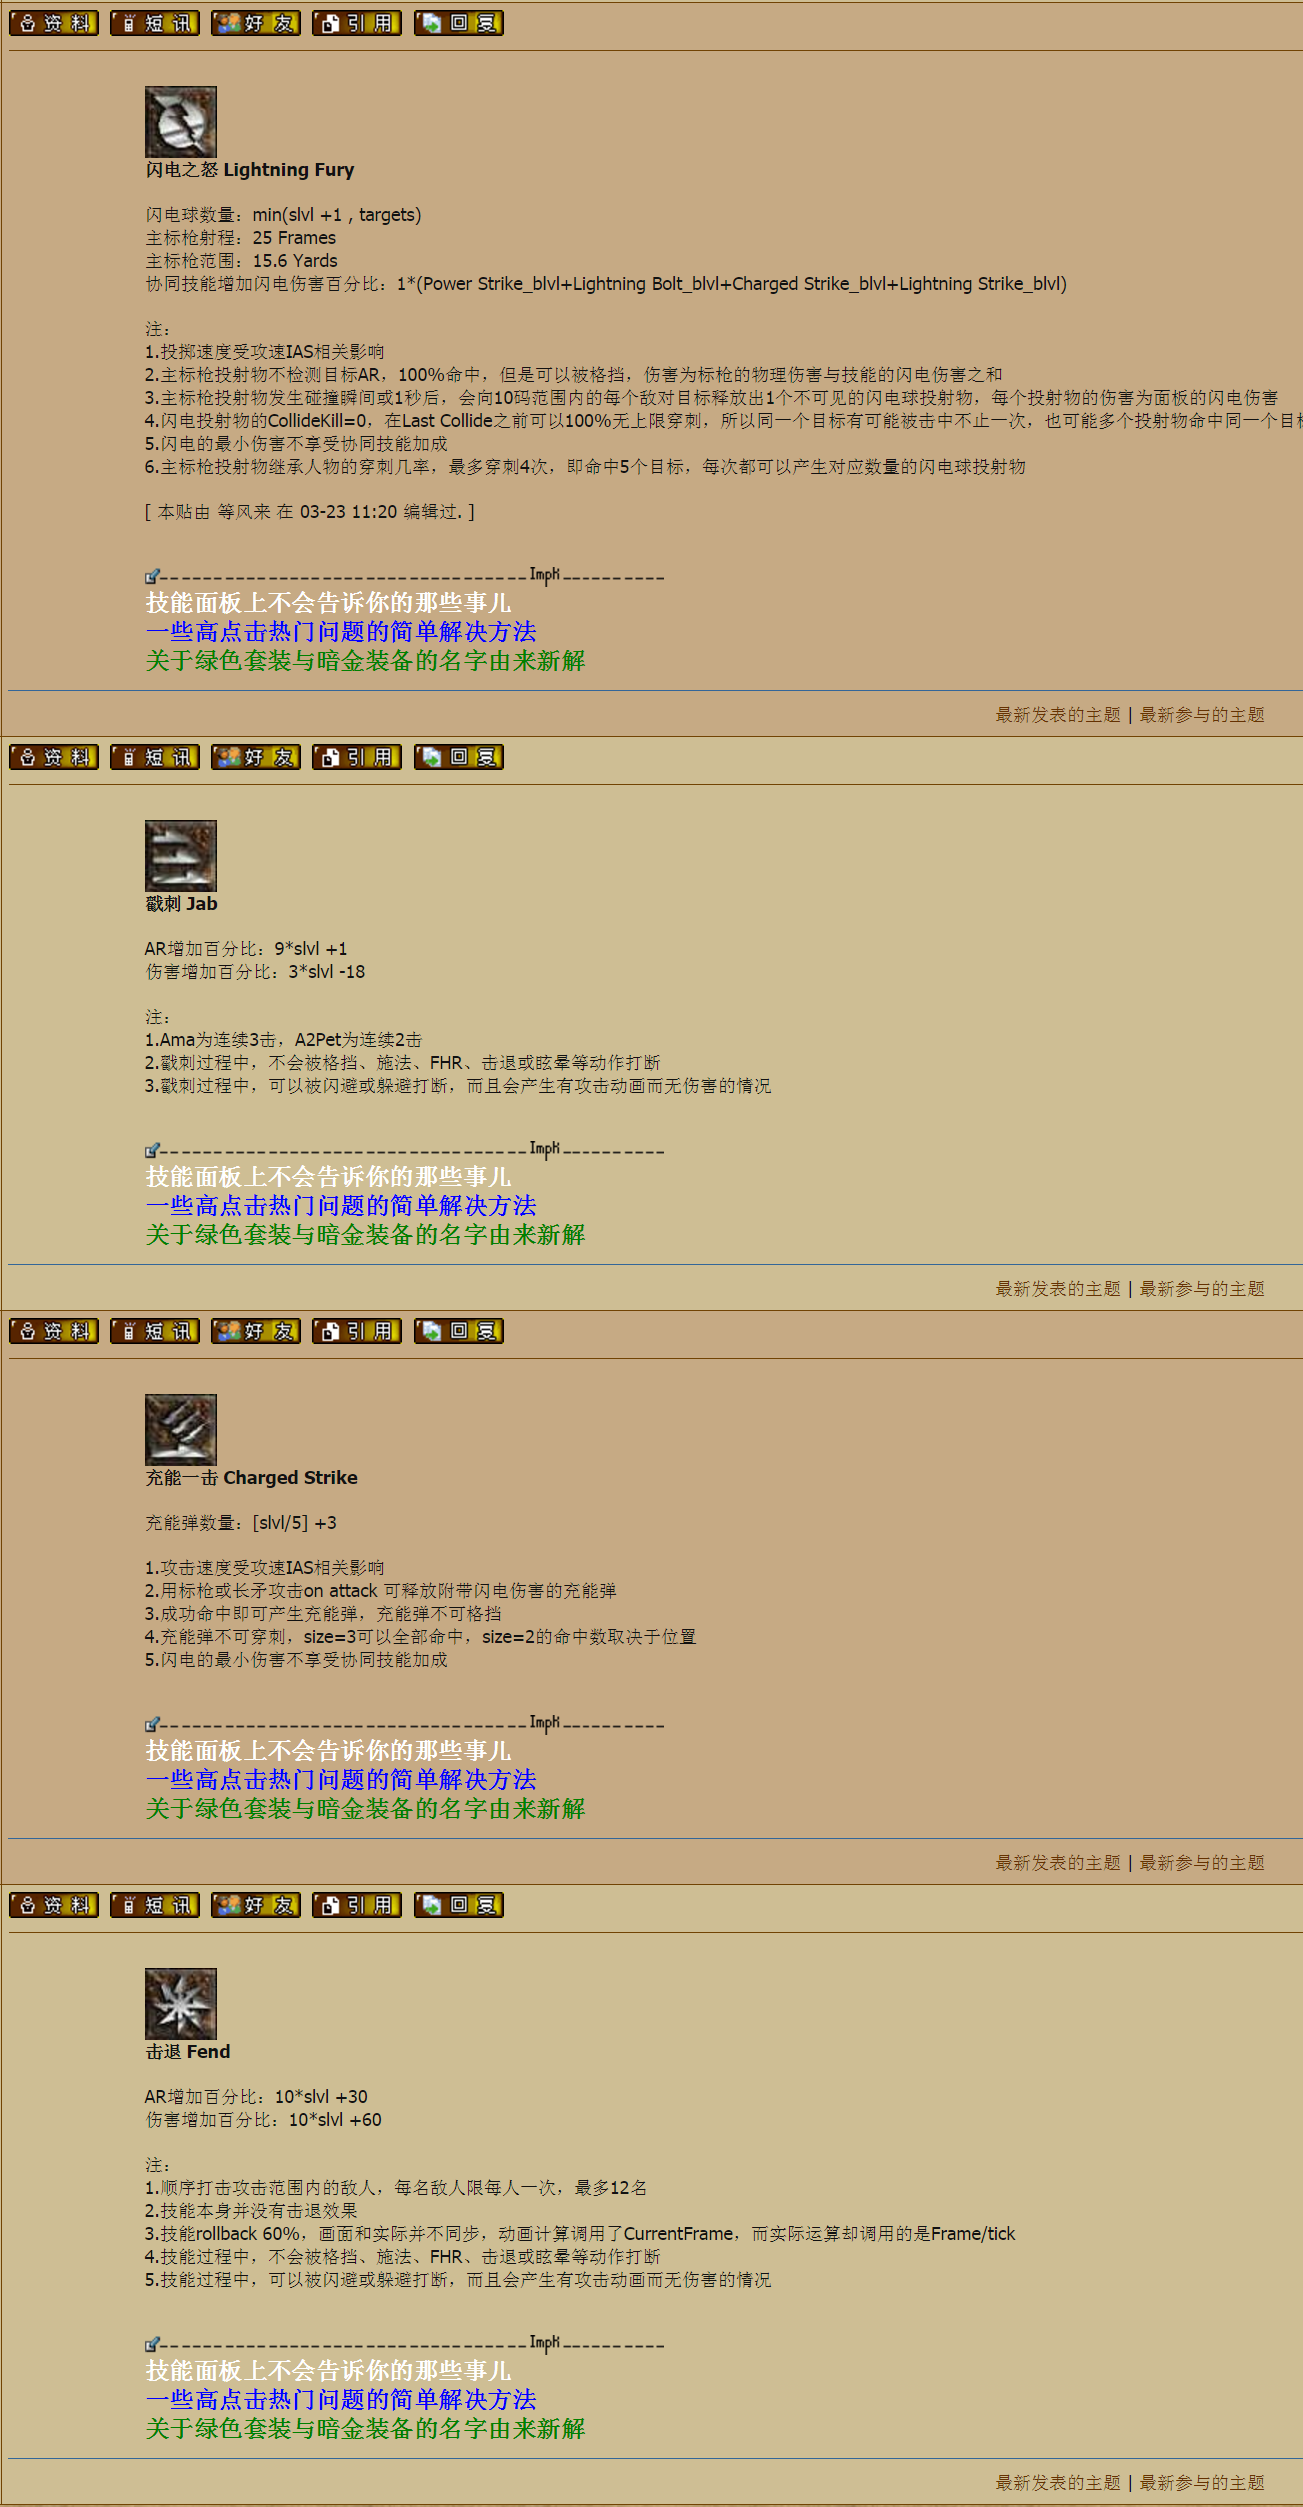 资料 短讯 好友 引用 回复
闪电之怒 Lightning Fury
闪电球数量：min(slvl +1 , targets)
主标枪射程：25 Frames
主标枪范围：15.6 Yards
协同技能增加闪电伤害百分比：1*(Power Strike_blvl+Lightning Bolt_blvl+Charged Strike_blvl+Lightning Strike_blvl)
注：
1.投掷速度受攻速IAS相关影响
2.主标枪投射物不检测目标AR，100%命中，但是可以被格挡，伤害为标枪的物理伤害与技能的闪电伤害之和
3.主标枪投射物发生碰撞瞬间或1秒后，会向10码范围内的每个敌对目标释放出1个不可见的闪电球投射物，每个投射物的伤害为面板的闪电伤害
4.闪电投射物的CollideKill=0，在Last Collide之前可以100%无上限穿刺，所以同一个目标有可能被击中不止一次，也可能多个投射物命中同一个目标
5.闪电的最小伤害不享受协同技能加成
6.主标枪投射物继承人物的穿刺几率，最多穿刺4次，即命中5个目标，每次都可以产生对应数量的闪电球投射物
[ 本贴由 等风来 在 03-23 11:20 编辑过. ]
----------------------------------ImpK----------
技能面板上不会告诉你的那些事儿
一些高点击热门问题的简单解决方法
关于绿色套装与暗金装备的名字由来新解
最新发表的主题 | 最新参与的主题
资料 短讯 好友 引用 回复
戳刺 Jab
AR增加百分比：9*slvl +1
伤害增加百分比：3*slvl -18
注：
1.Ama为连续3击，A2Pet为连续2击
2.戳刺过程中，不会被格挡、施法、FHR、击退或眩晕等动作打断
3.戳刺过程中，可以被闪避或躲避打断，而且会产生有攻击动画而无伤害的情况
----------------------------------ImpK----------
技能面板上不会告诉你的那些事儿
一些高点击热门问题的简单解决方法
关于绿色套装与暗金装备的名字由来新解
最新发表的主题 | 最新参与的主题
资料 短讯 好友 引用 回复
充能一击 Charged Strike
充能弹数量：[slvl/5] +3
1.攻击速度受攻速IAS相关影响
2.用标枪或长矛攻击on attack 可释放附带闪电伤害的充能弹
3.成功命中即可产生充能弹，充能弹不可格挡
4.充能弹不可穿刺，size=3可以全部命中，size=2的命中数取决于位置
5.闪电的最小伤害不享受协同技能加成
----------------------------------ImpK----------
技能面板上不会告诉你的那些事儿
一些高点击热门问题的简单解决方法
关于绿色套装与暗金装备的名字由来新解
最新发表的主题 | 最新参与的主题
资料 短讯 好友 引用 回复
击退 Fend
AR增加百分比：10*slvl +30
伤害增加百分比：10*slvl +60
注：
1.顺序打击攻击范围内的敌人，每名敌人限每人一次，最多12名
2.技能本身并没有击退效果
3.技能rollback 60%，画面和实际并不同步，动画计算调用了CurrentFrame，而实际运算却调用的是Frame/tick
4.技能过程中，不会被格挡、施法、FHR、击退或眩晕等动作打断
5.技能过程中，可以被闪避或躲避打断，而且会产生有攻击动画而无伤害的情况
----------------------------------ImpK----------
技能面板上不会告诉你的那些事儿
一些高点击热门问题的简单解决方法
关于绿色套装与暗金装备的名字由来新解
最新发表的主题 | 最新参与的主题